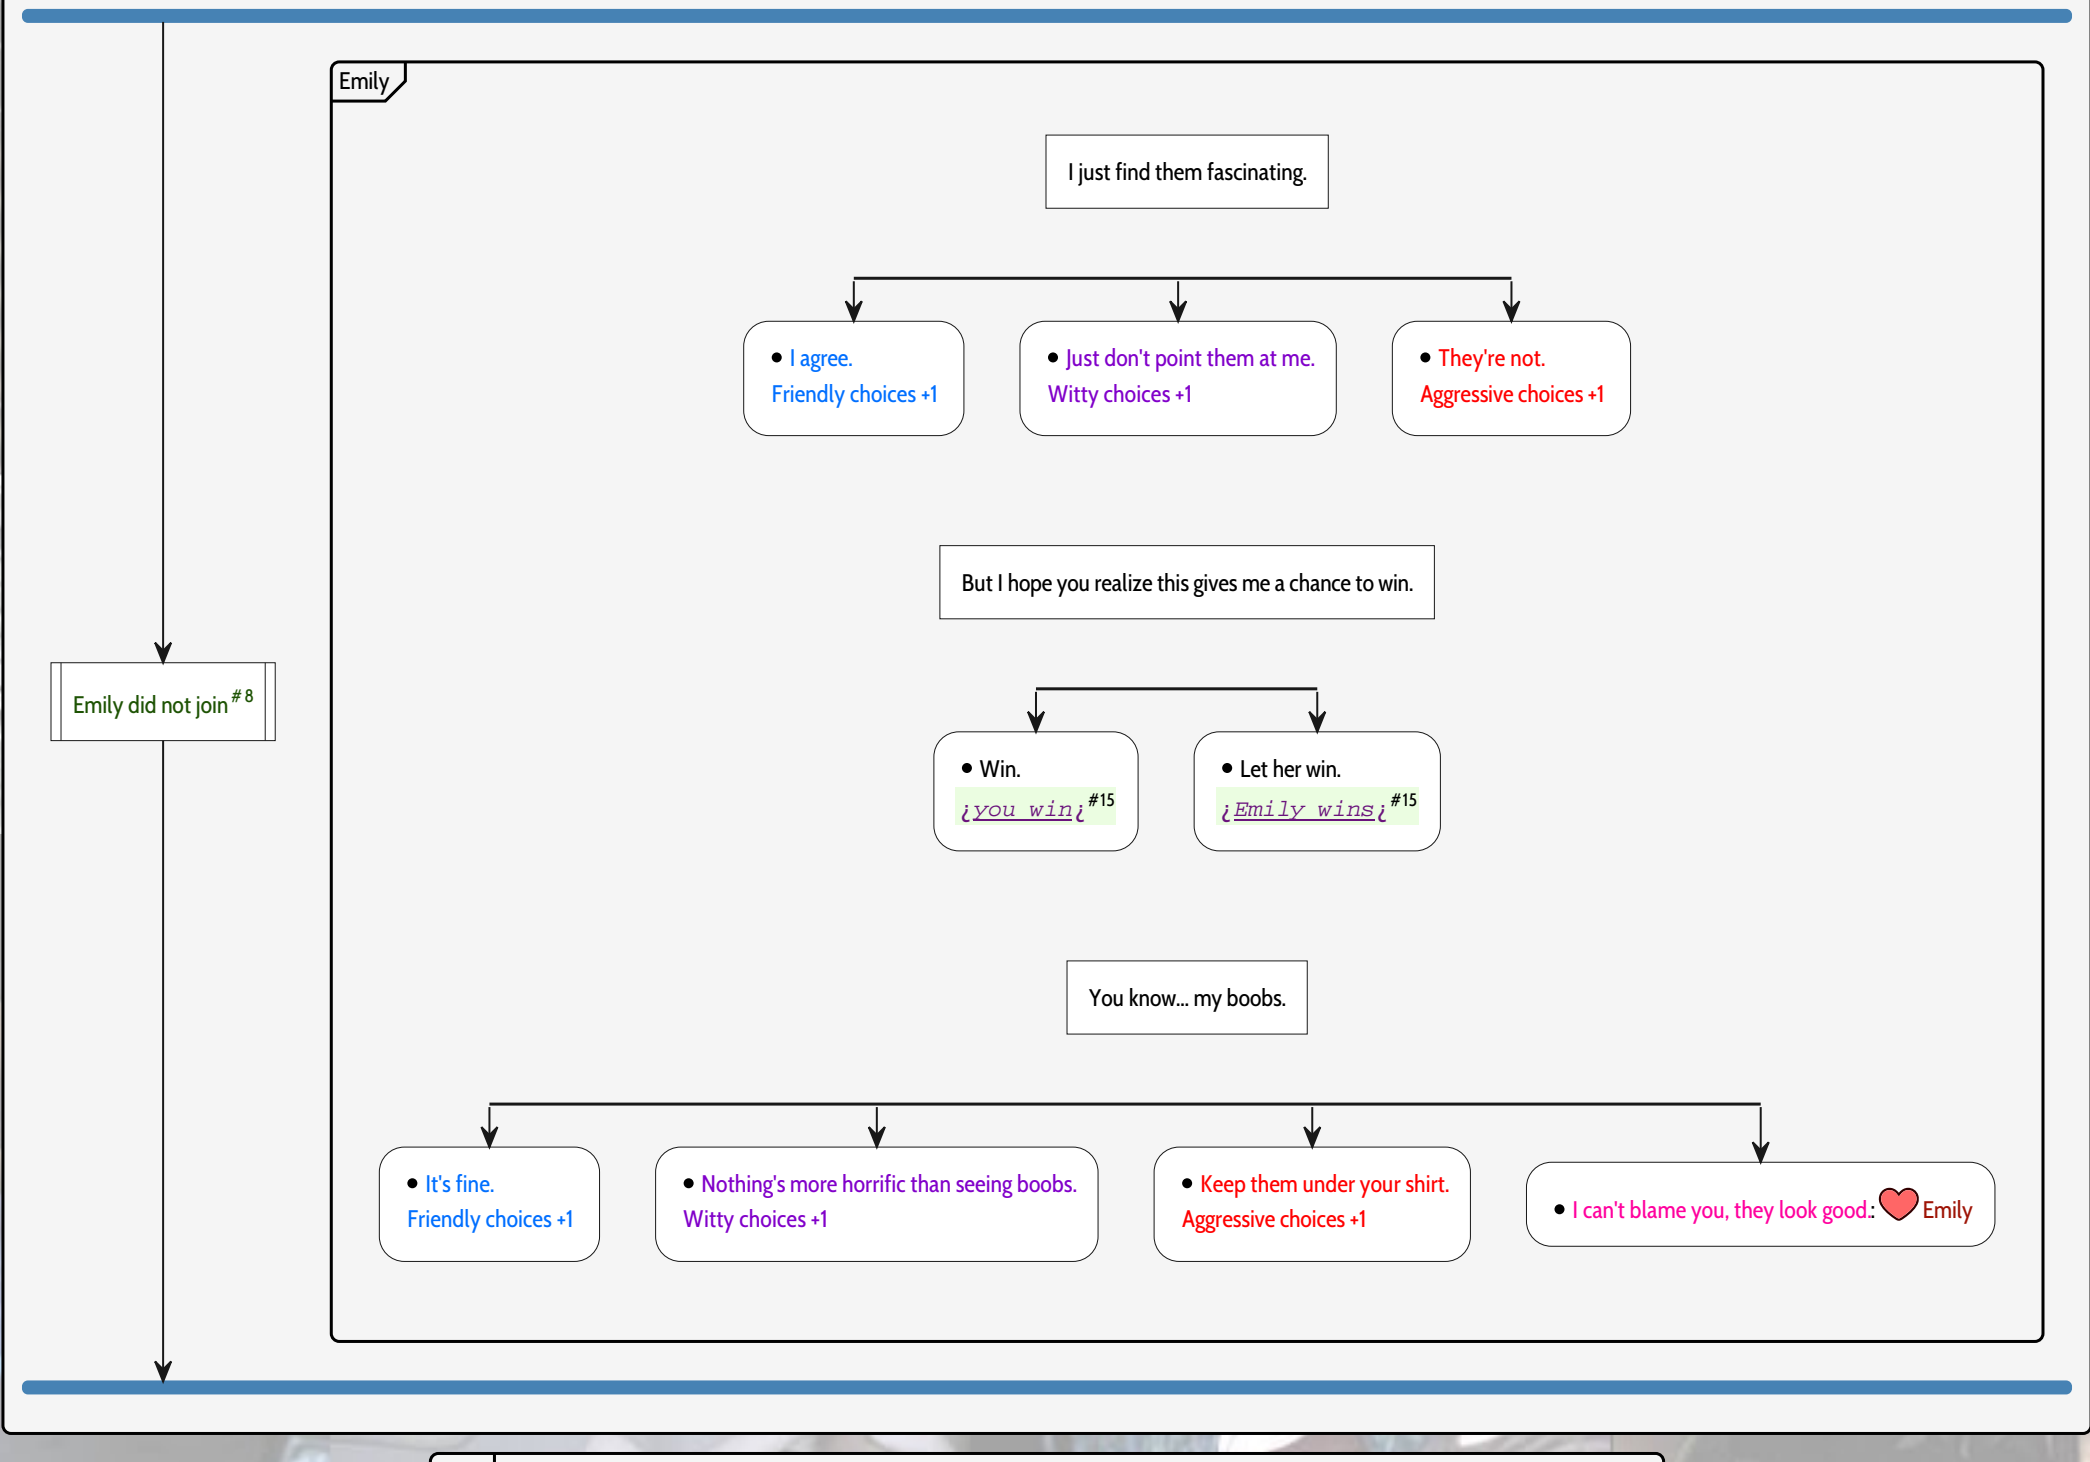 Emily
I just find them fascinating.
• I agree.
Friendly choices +1
• Just don't point them at me.
Witty choices +1
• They're not.
Aggressive choices +1
But I hope you realize this gives me a chance to win.
Emily did not join # 8
• Win.
¿you win¿ #15
• Let her win.
¿Emily wins¿ #15
You know... my boobs.
• It's fine.
Friendly choices +1
• Nothing's more horrific than seeing boobs.
Witty choices +1
• Keep them under your shirt.
Aggressive choices +1
• I can't blame you, they look good.: Emily